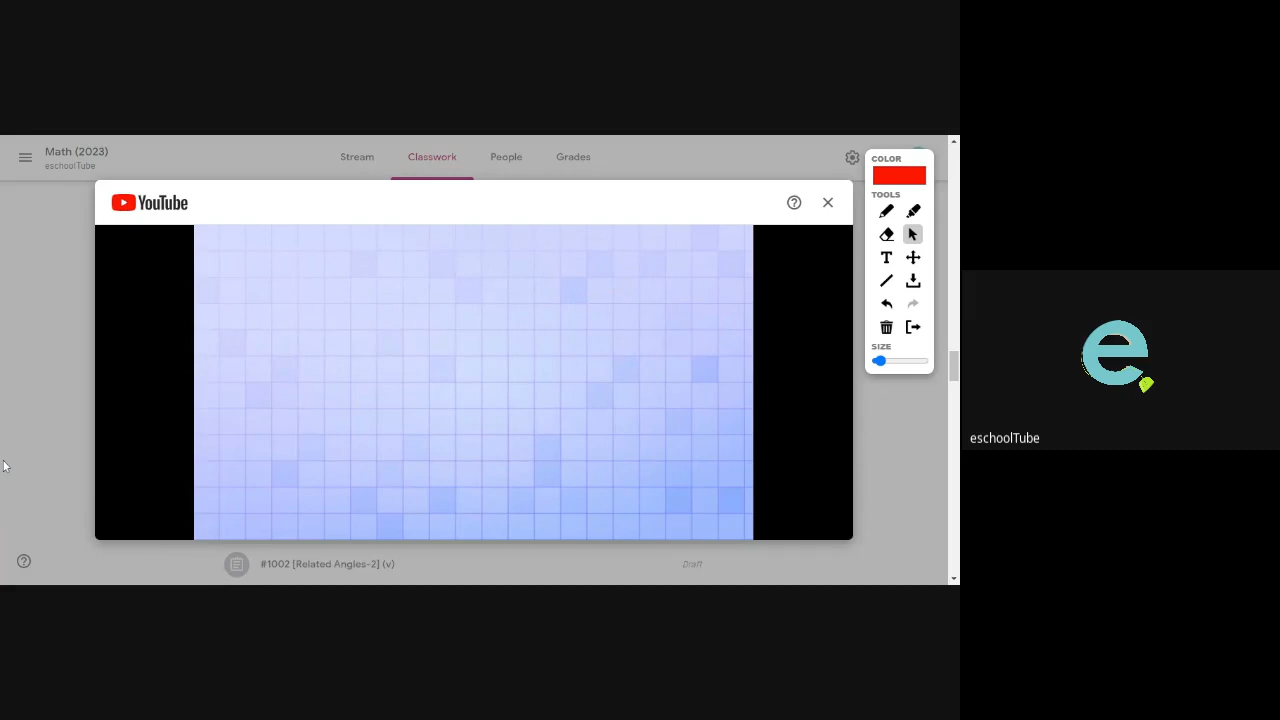 Math (2023)
eschoolTube
Stream
Classwork
People
Grades
YouTube
COLOR
TOOLS
T
SIZE
#1002 [Related Angles-2] (v)
Draft
e
eschoolTube